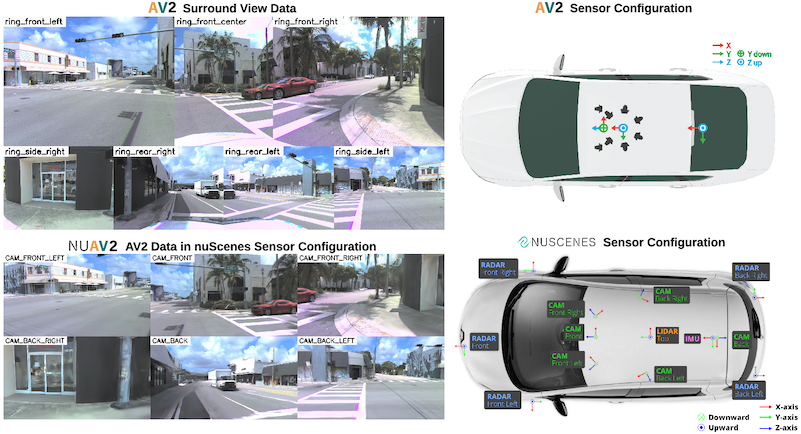 AV2 Surround View Data
ring_front_left
ring_front_center
ring_front_right
ring_side_right
ring_rear_right
ring_rear_left
ring_side_left
AV2 Sensor Configuration
X
Y
Y down
Z
Z up
NUAV2 AV2 Data in nuScenes Sensor Configuration
CAM_FRONT_LEFT
CAM_FRONT
CAM_FRONT_RIGHT
CAM_BACK_RIGHT
CAM_BACK
CAM_BACK_LEFT
NUSCENES Sensor Configuration
RADAR
Front Right
RADAR
Back Right
CAM
Back Right
CAM
Front Right
CAM
Front
RADAR
Front
LIDAR
Top
IMU
CAM
Back
CAM
Front Left
CAM
Back Left
RADAR
Front Left
RADAR
Back Left
X-axis
Downward
Y-axis
Upward
Z-axis